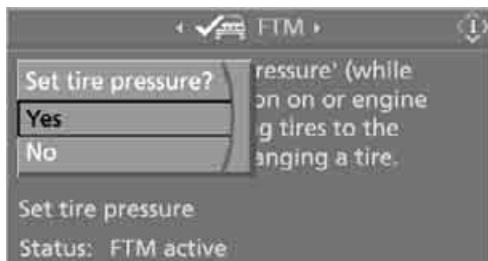 FTM
Set tire pressure?
Yes
No
ressure' (while
on on or engine
g tires to the
anging a tire.
Set tire pressure
Status: FTM active